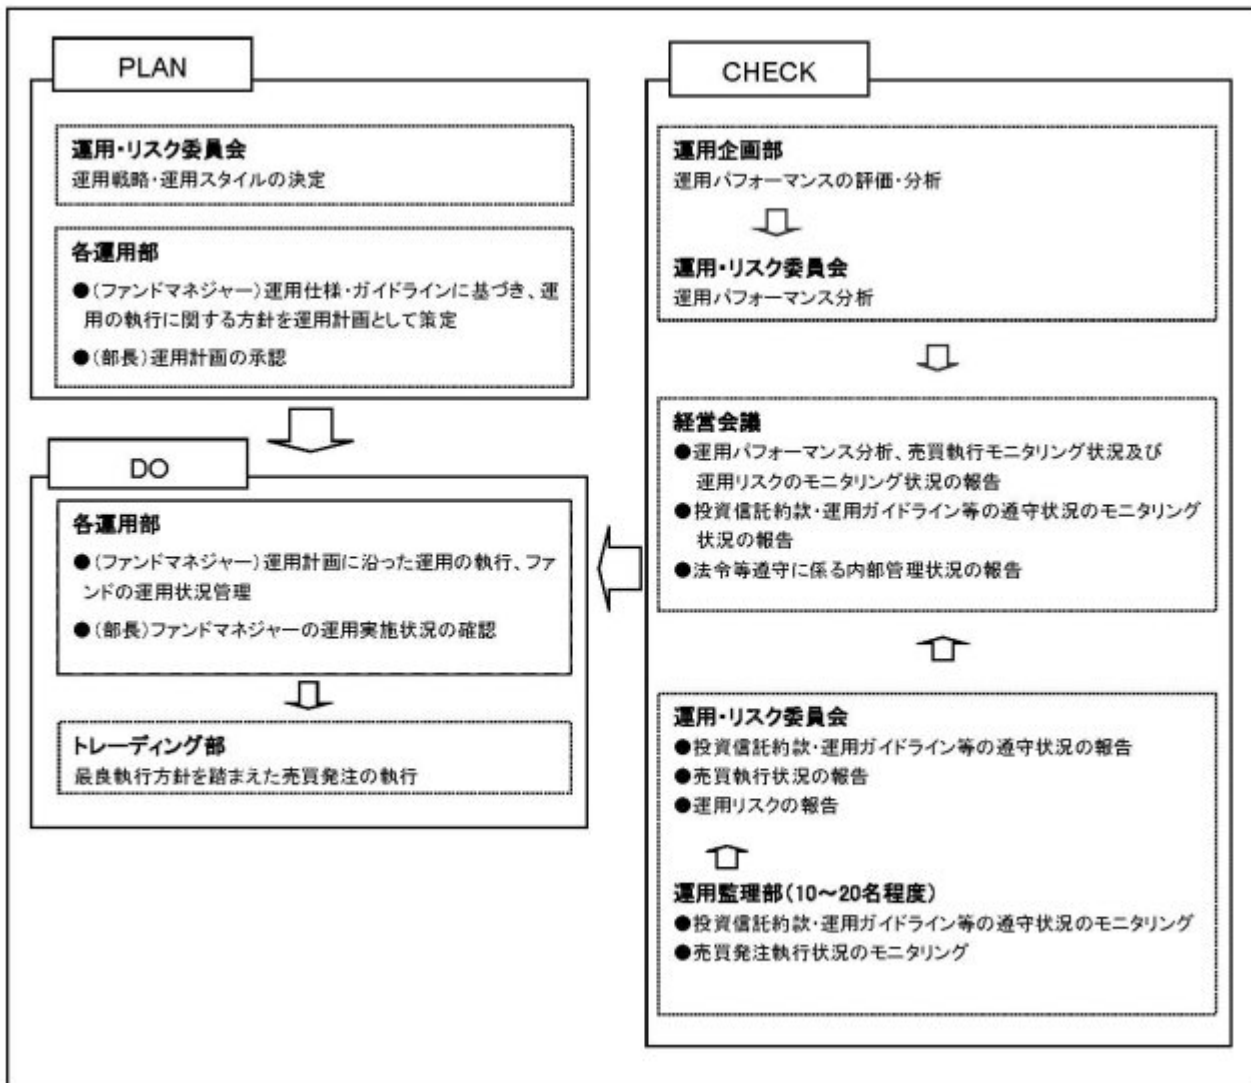 PLAN
運用・リスク委員会
運用戦略・運用スタイルの決定
各運用部
●(ファンドマネジャー)運用仕様・ガイドラインに基づき、運
用の執行に関する方針を運用計画として策定
●(部長)運用計画の承認
DO
各運用部
●(ファンドマネジャー)運用計画に沿った運用の執行、ファ
ンドの運用状況管理
●(部長)ファンドマネジャーの運用実施状況の確認
トレーディング部
最良執行方針を踏まえた売買発注の執行
CHECK
運用企画部
運用パフォーマンスの評価・分析
運用・リスク委員会
運用パフォーマンス分析
経営会議
●運用パフォーマンス分析、売買執行モニタリング状況及び
運用リスクのモニタリング状況の報告
●投資信託約款・運用ガイドライン等の遵守状況のモニタリング
状況の報告
●法令等遵守に係る内部管理状況の報告
運用・リスク委員会
●投資信託約款・運用ガイドライン等の遵守状況の報告
●売買執行状況の報告
●運用リスクの報告
運用監理部(10～20名程度)
●投資信託約款・運用ガイドライン等の遵守状況のモニタリング
●売買発注執行状況のモニタリング